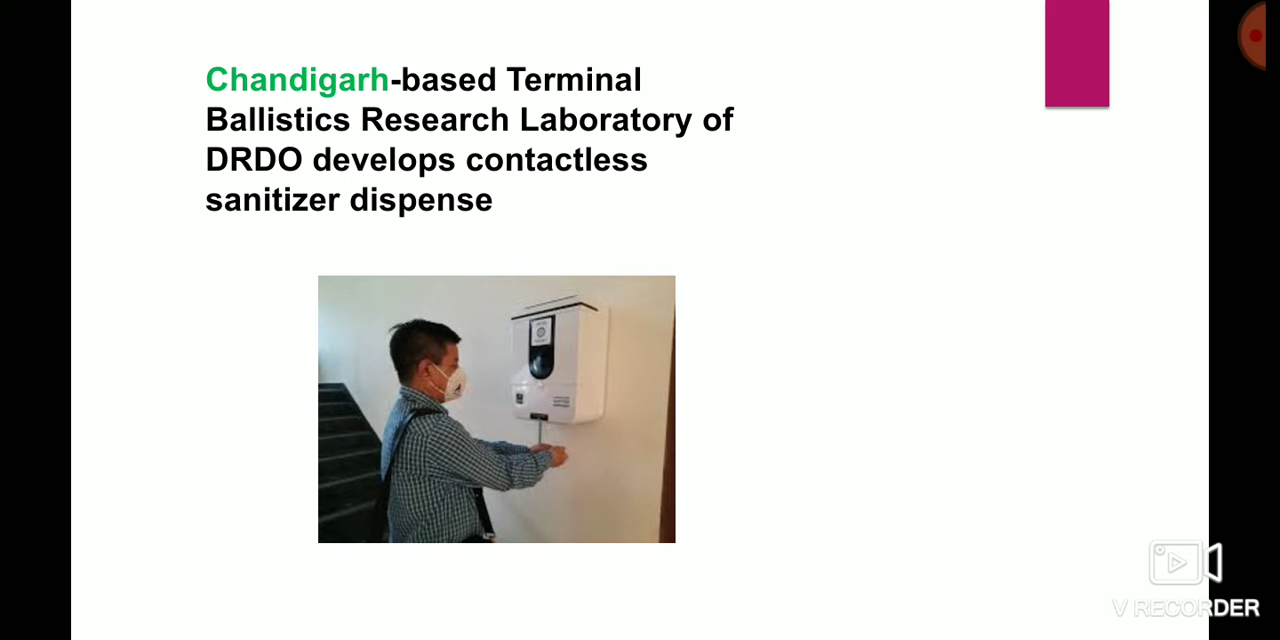 Chandigarh-based Terminal
Ballistics Research Laboratory of
DRDO develops contactless
sanitizer dispense
V RECORDER